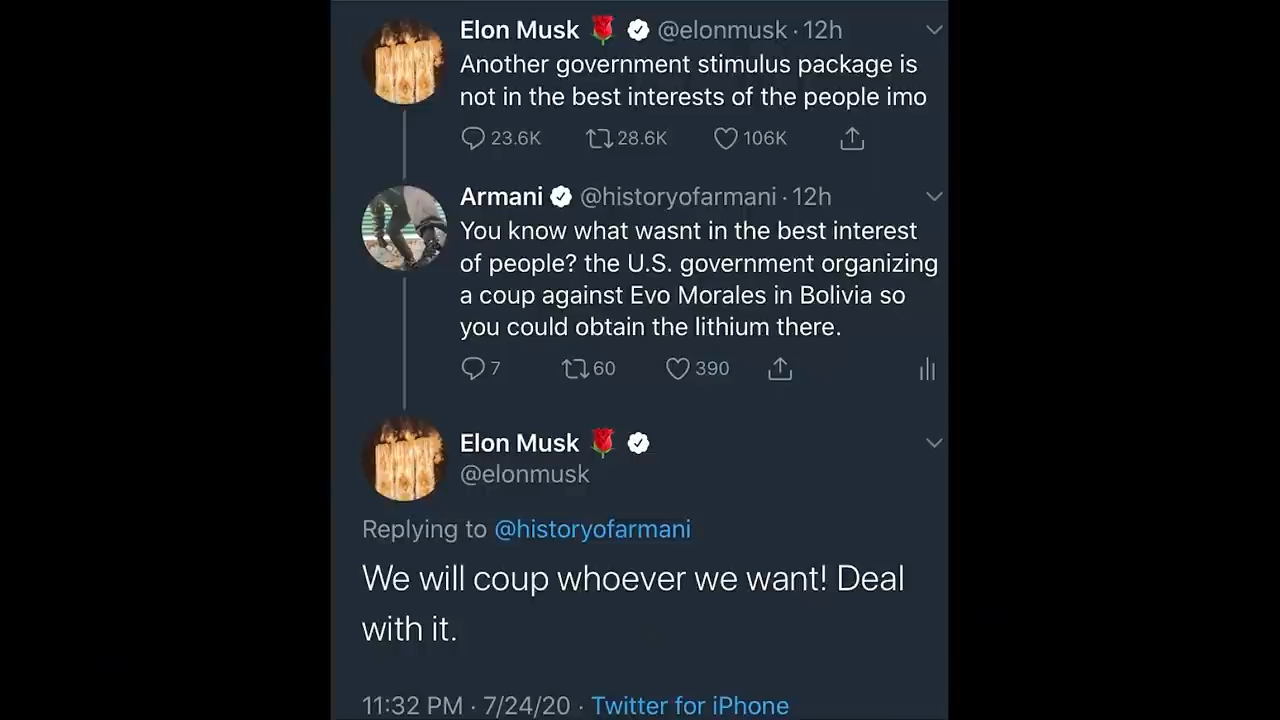 Elon Musk 🌹 @elonmusk · 12h
Another government stimulus package is
not in the best interests of the people imo
23.6K 28.6K 106K
Armani @historyofarmani · 12h
You know what wasnt in the best interest
of people? the U.S. government organizing
a coup against Evo Morales in Bolivia so
you could obtain the lithium there.
7 60 390
Elon Musk 🌹
@elonmusk
Replying to @historyofarmani
We will coup whoever we want! Deal
with it.
11:32 PM · 7/24/20 · Twitter for iPhone